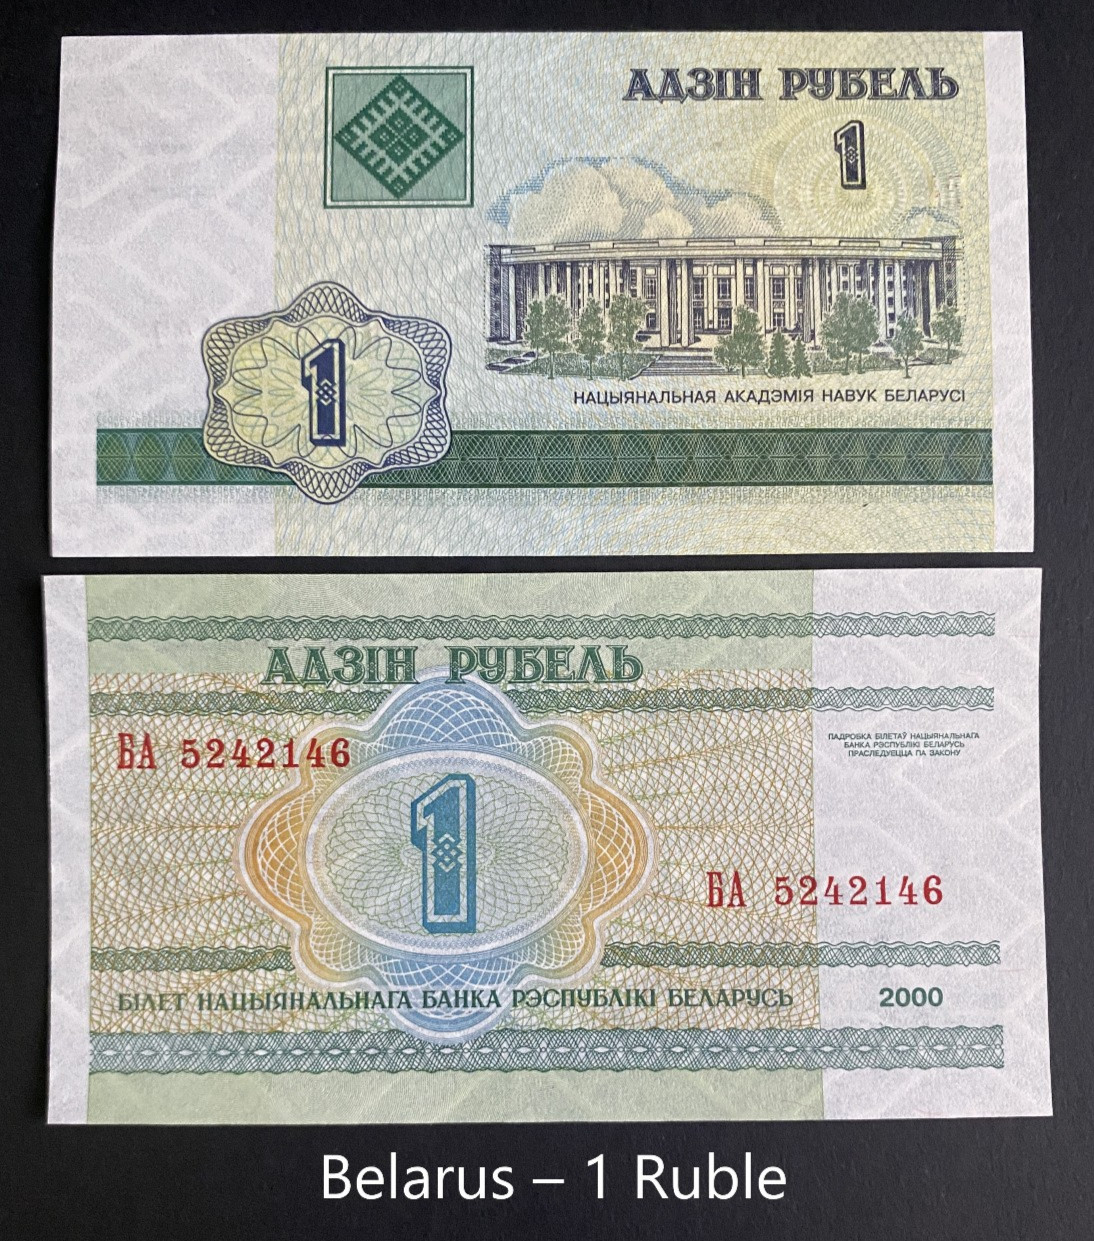 АДЗІН РУБЕЛЬ
1
1
НАЦЫЯНАЛЬНАЯ АКАДЭМІЯ НАВУК БЕЛАРУСІ
АДЗІН РУБЕЛЬ
БА 5242146
ПАДРОБКА БІЛЕТАЎ НАЦЫЯНАЛЬНАГА
БАНКА РЭСПУБЛІКІ БЕЛАРУСЬ
ПРАСЛЕДУЕЦЦА ПА ЗАКОНУ
1
БА 5242146
БІЛЕТ НАЦЫЯНАЛЬНАГА БАНКА РЭСПУБЛІКІ БЕЛАРУСЬ 2000
Belarus – 1 Ruble